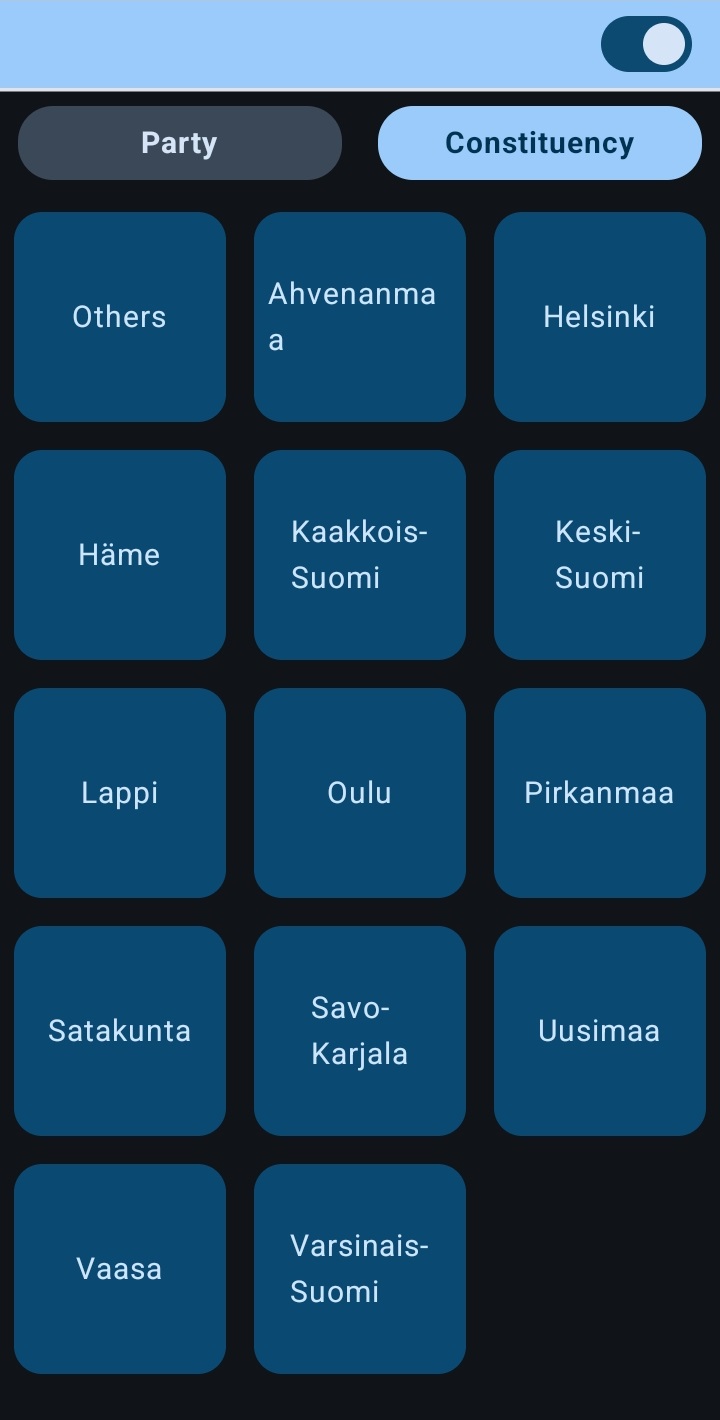 Party
Constituency
Others
Ahvenanma
a
Helsinki
Häme
Kaakkois-
Suomi
Keski-
Suomi
Lappi
Oulu
Pirkanmaa
Satakunta
Savo-
Karjala
Uusimaa
Vaasa
Varsinais-
Suomi